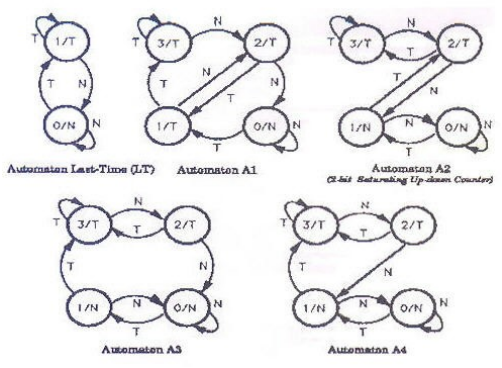 T 1/T T N 0/N N
Automaton Last-Time (LT)
T 3/T N 2/T T N T N 1/T T 0/N N
Automaton A1
T 3/T N 2/T T T N 1/N N T 0/N N
Automaton A2
(2-bit Saturating Up-down Counter)
T 3/T N 2/T T T N 1/N N T 0/N N
Automaton A3
T 3/T N 2/T T T N 1/N N T 0/N N
Automaton A4